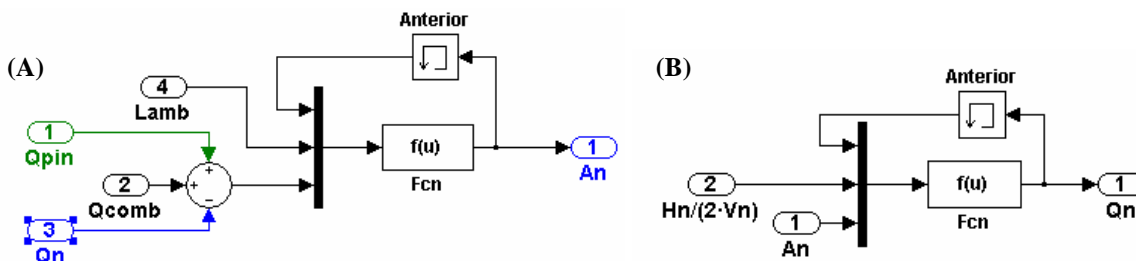 (A)
Anterior
4
Lamb
1
Qpin
+
+
−
2
Qcomb
3
Qn
f(u)
Fcn
1
An
(B)
Anterior
2
Hn/(2·Vn)
1
An
f(u)
Fcn
1
Qn